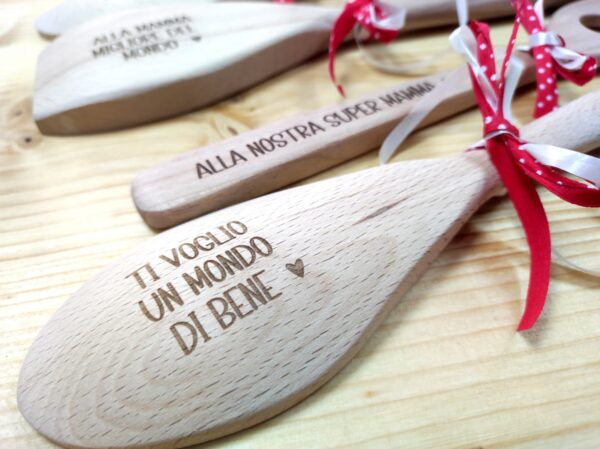 ALLA MAMMA
MIGLIORE DEL
MONDO
ALLA NOSTRA SUPER MAMMA
TI VOGLIO
UN MONDO
DI BENE